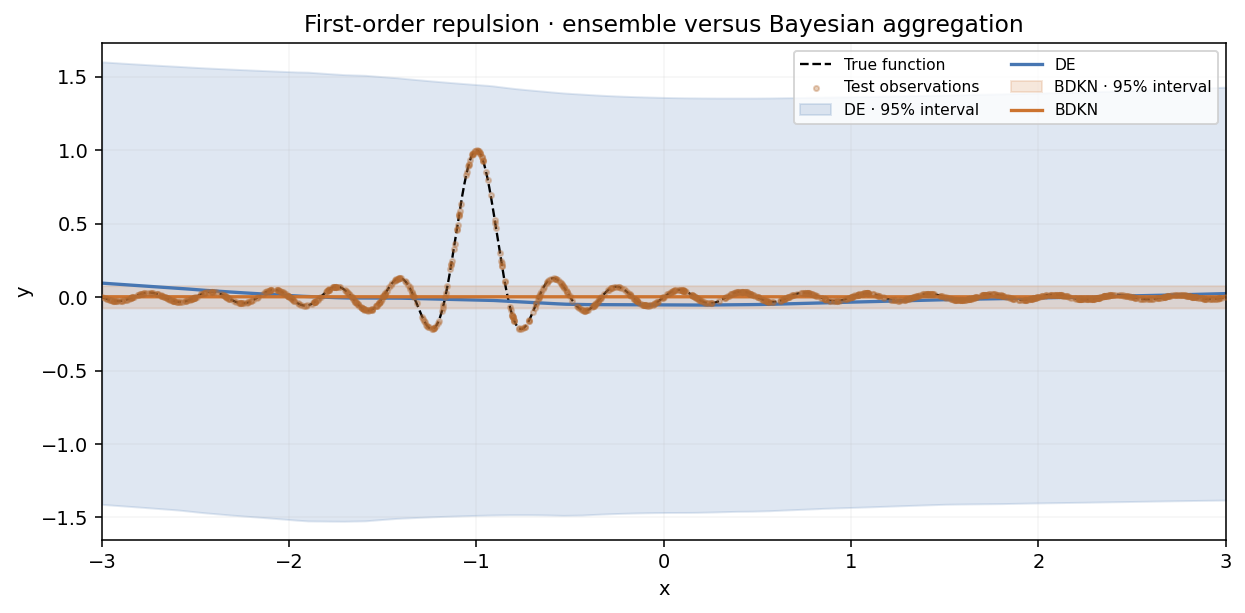 First-order repulsion · ensemble versus Bayesian aggregation
True function
Test observations
DE · 95% interval
DE
BDKN · 95% interval
BDKN
1.5
1.0
0.5
0.0
−0.5
−1.0
−1.5
y
−3
−2
−1
0
1
2
3
x